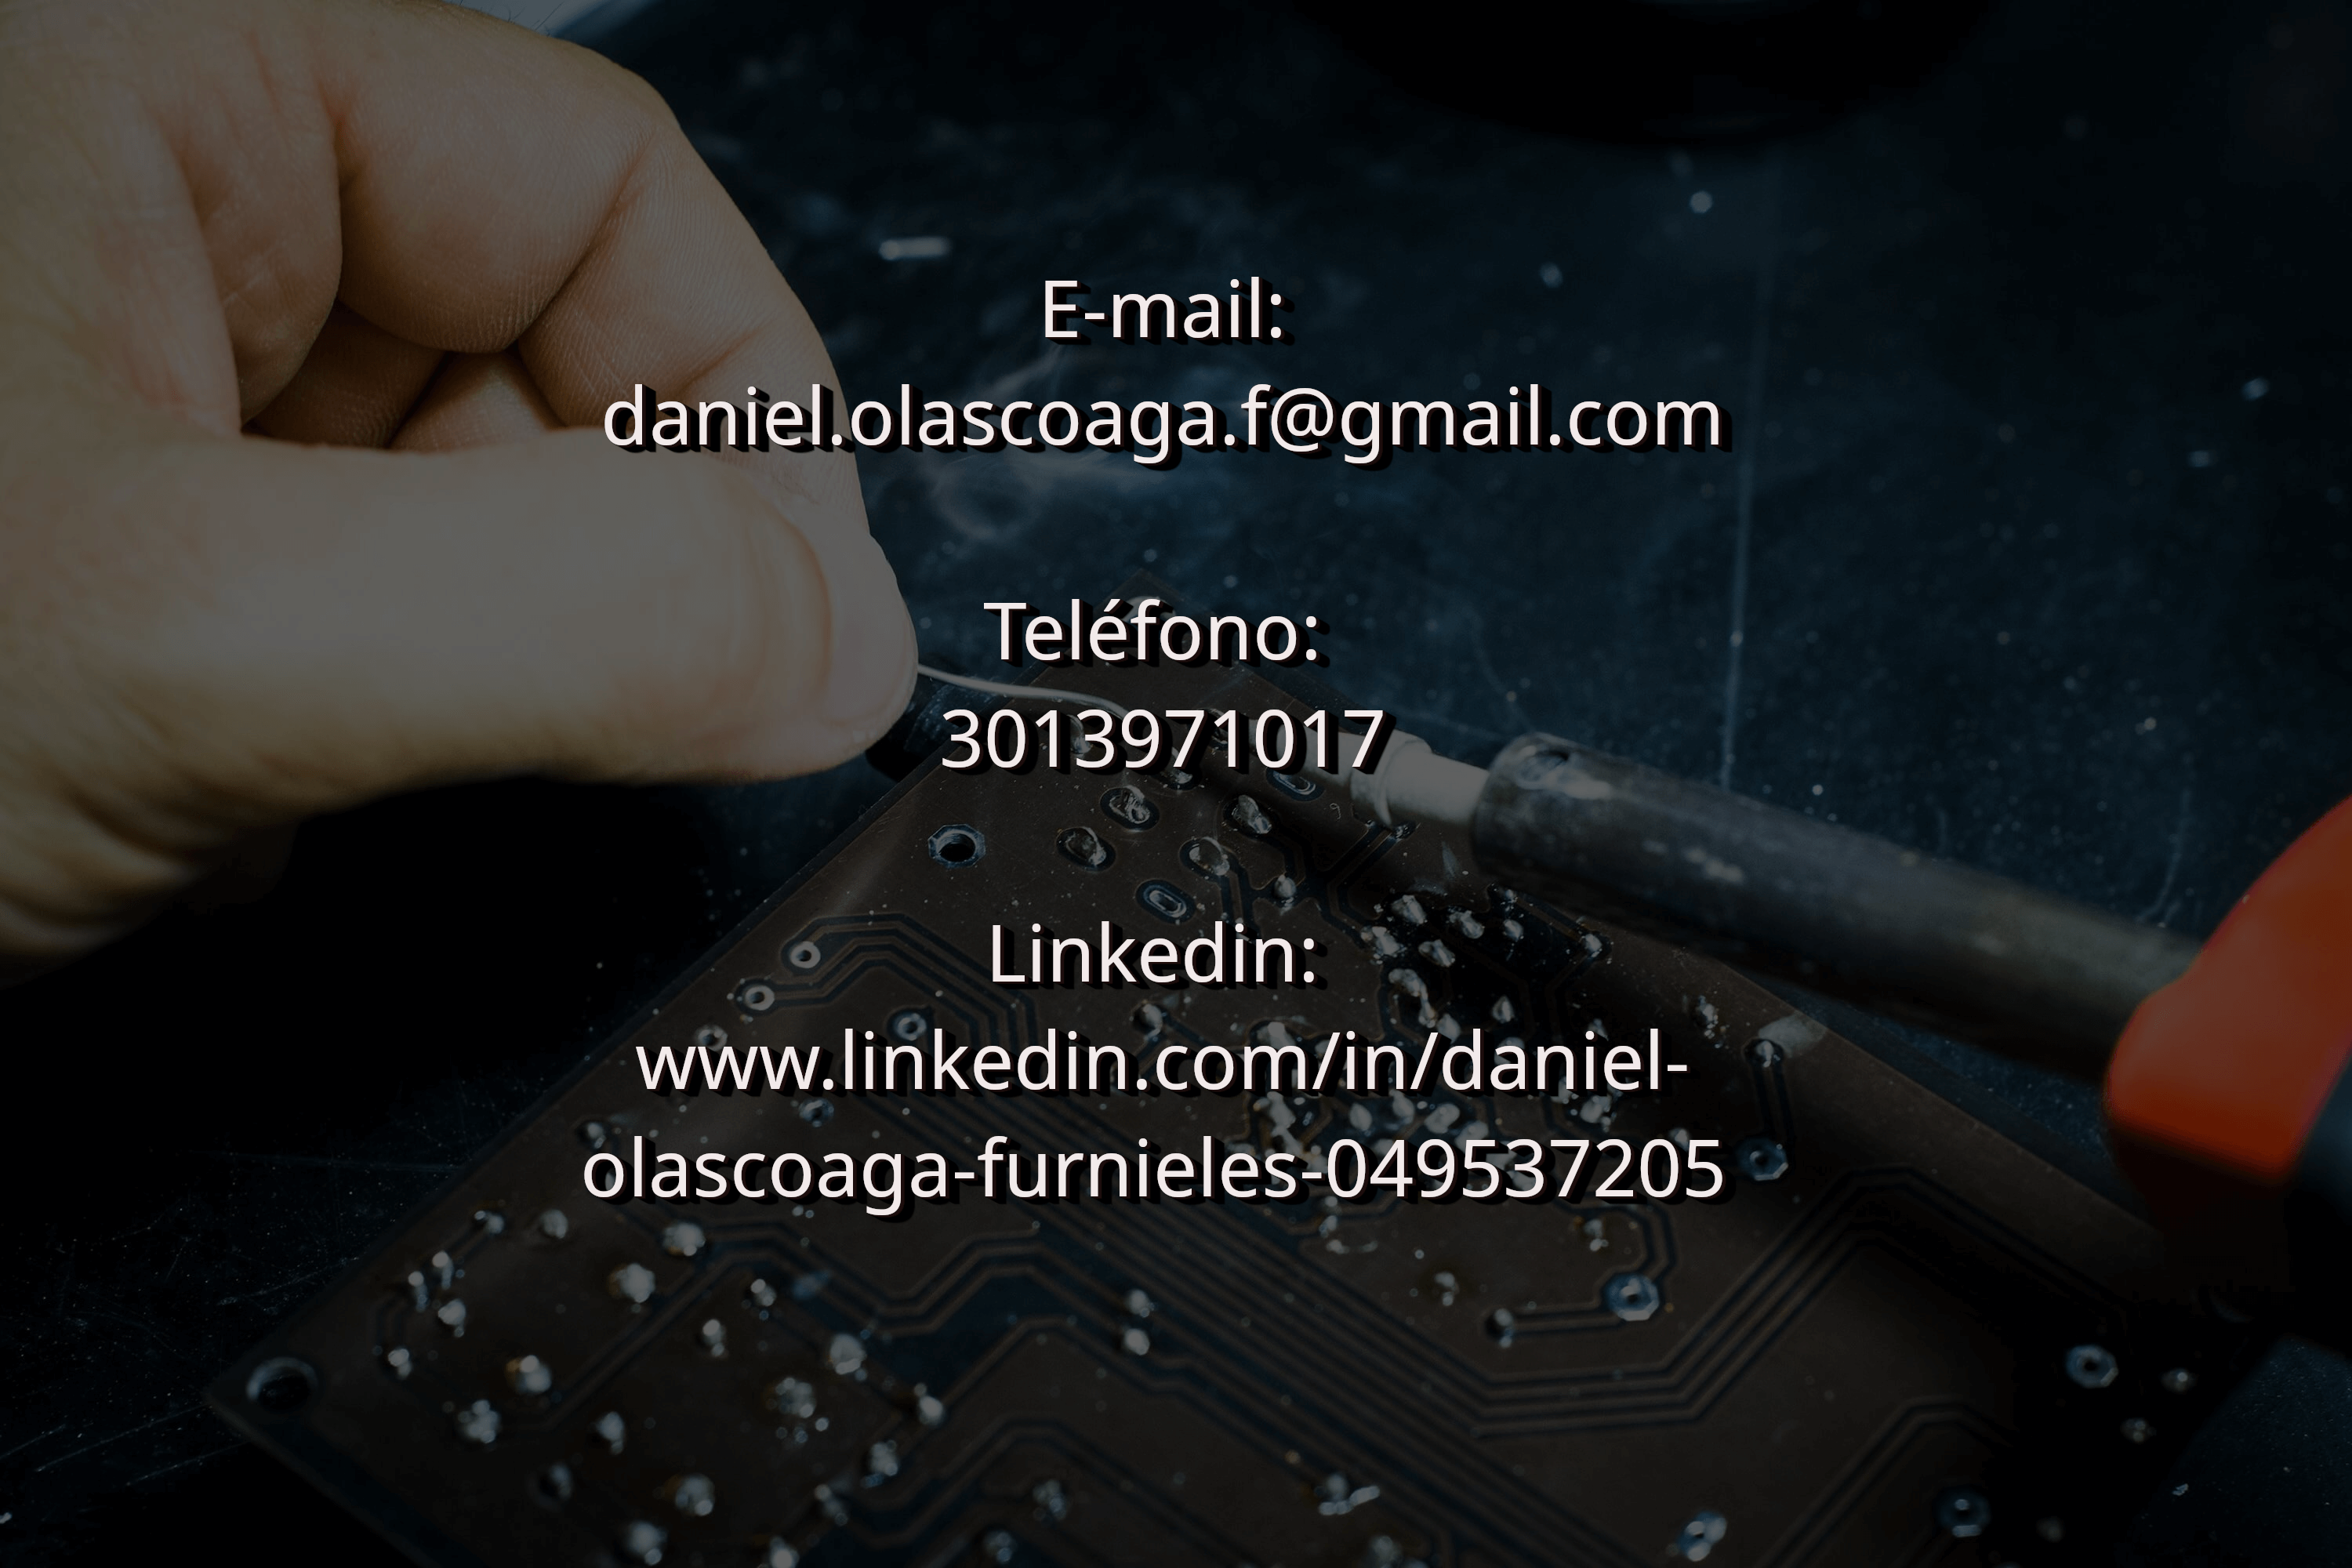 E-mail:
daniel.olascoaga.f@gmail.com
Teléfono:
3013971017
Linkedin:
www.linkedin.com/in/daniel-
olascoaga-furnieles-049537205